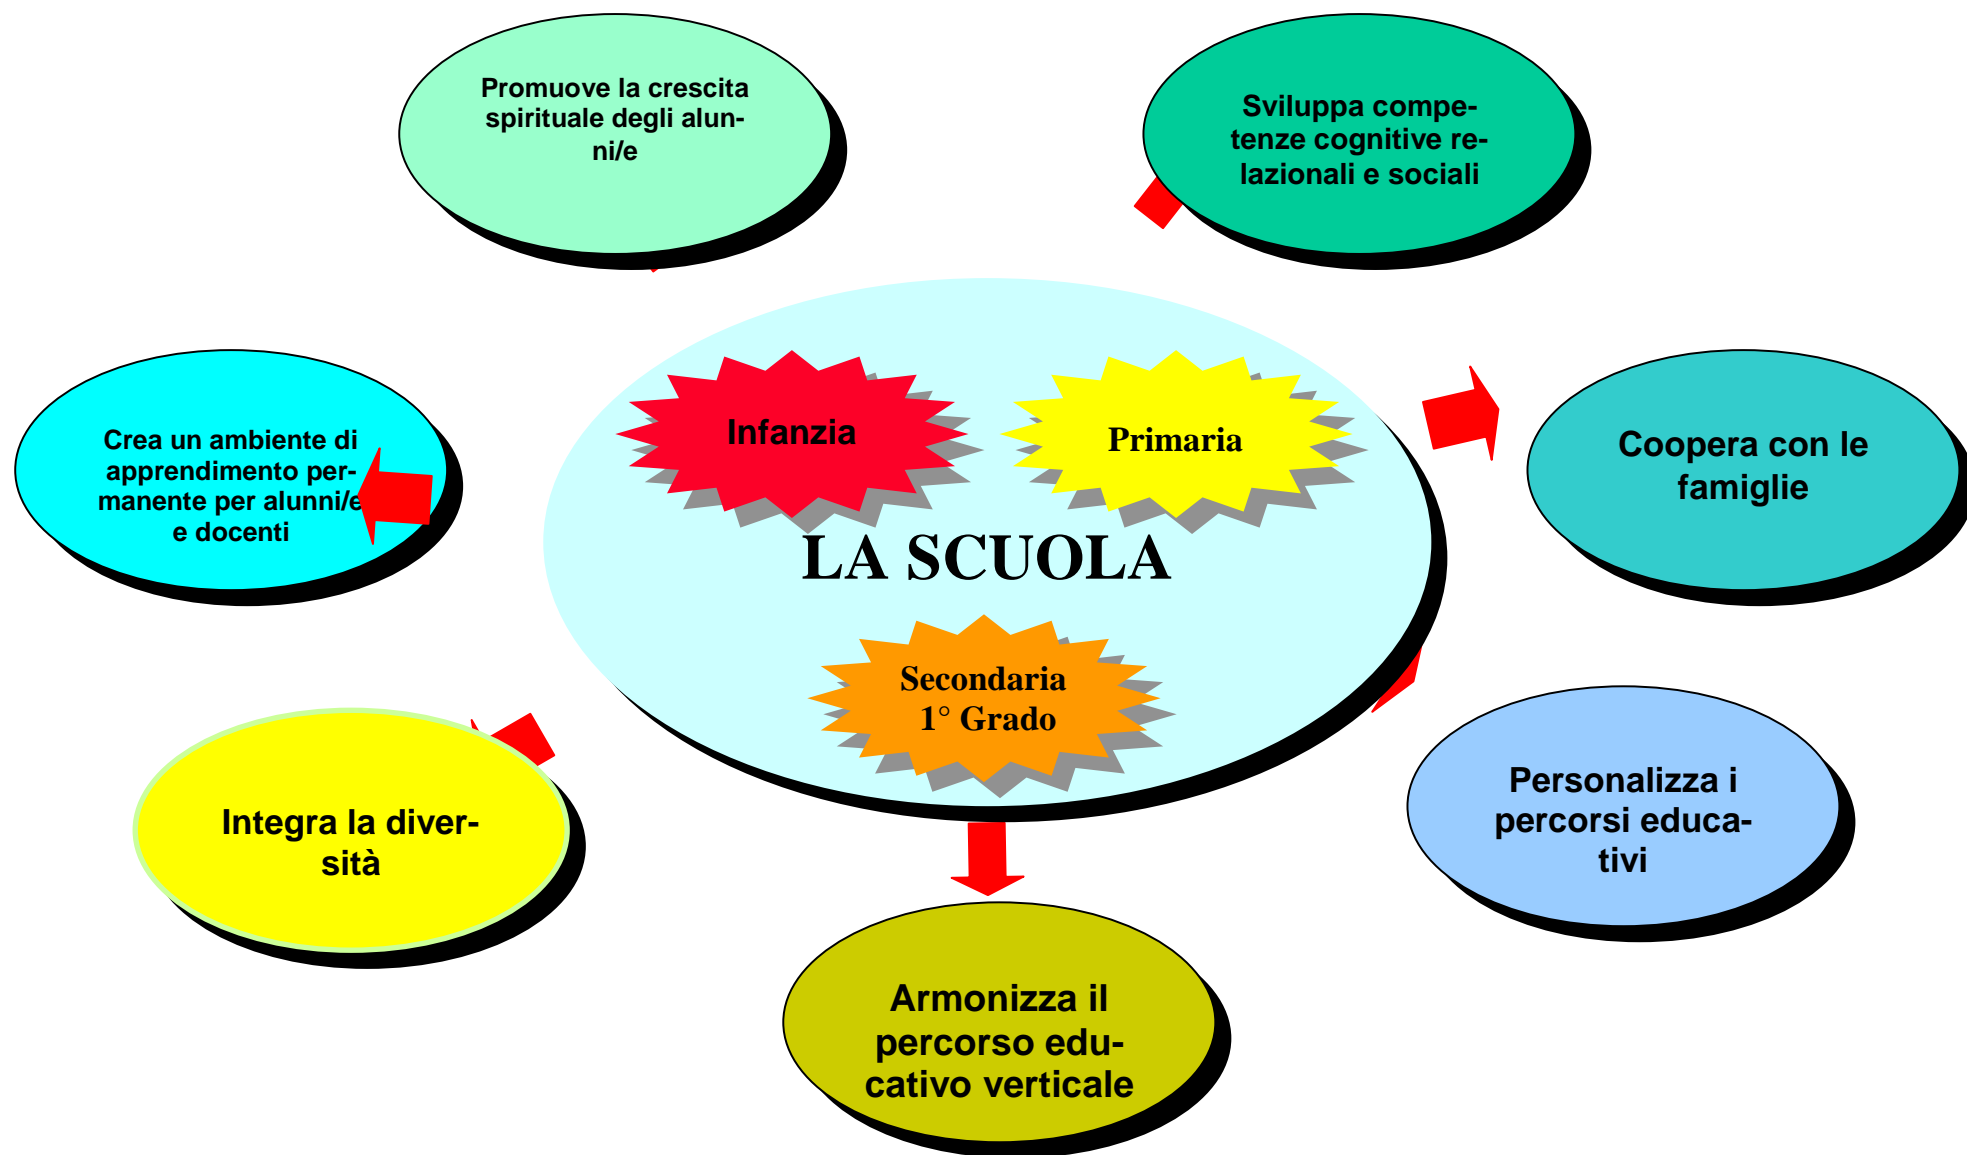 Promuove la crescita
spirituale degli alun-
ni/e
Sviluppa compe-
tenze cognitive re-
lazionali e sociali
Crea un ambiente di
apprendimento per-
manente per alunni/e
e docenti
Infanzia
Primaria
LA SCUOLA
Secondaria
1° Grado
Coopera con le
famiglie
Integra la diver-
sità
Personalizza i
percorsi educa-
tivi
Armonizza il
percorso edu-
cativo verticale